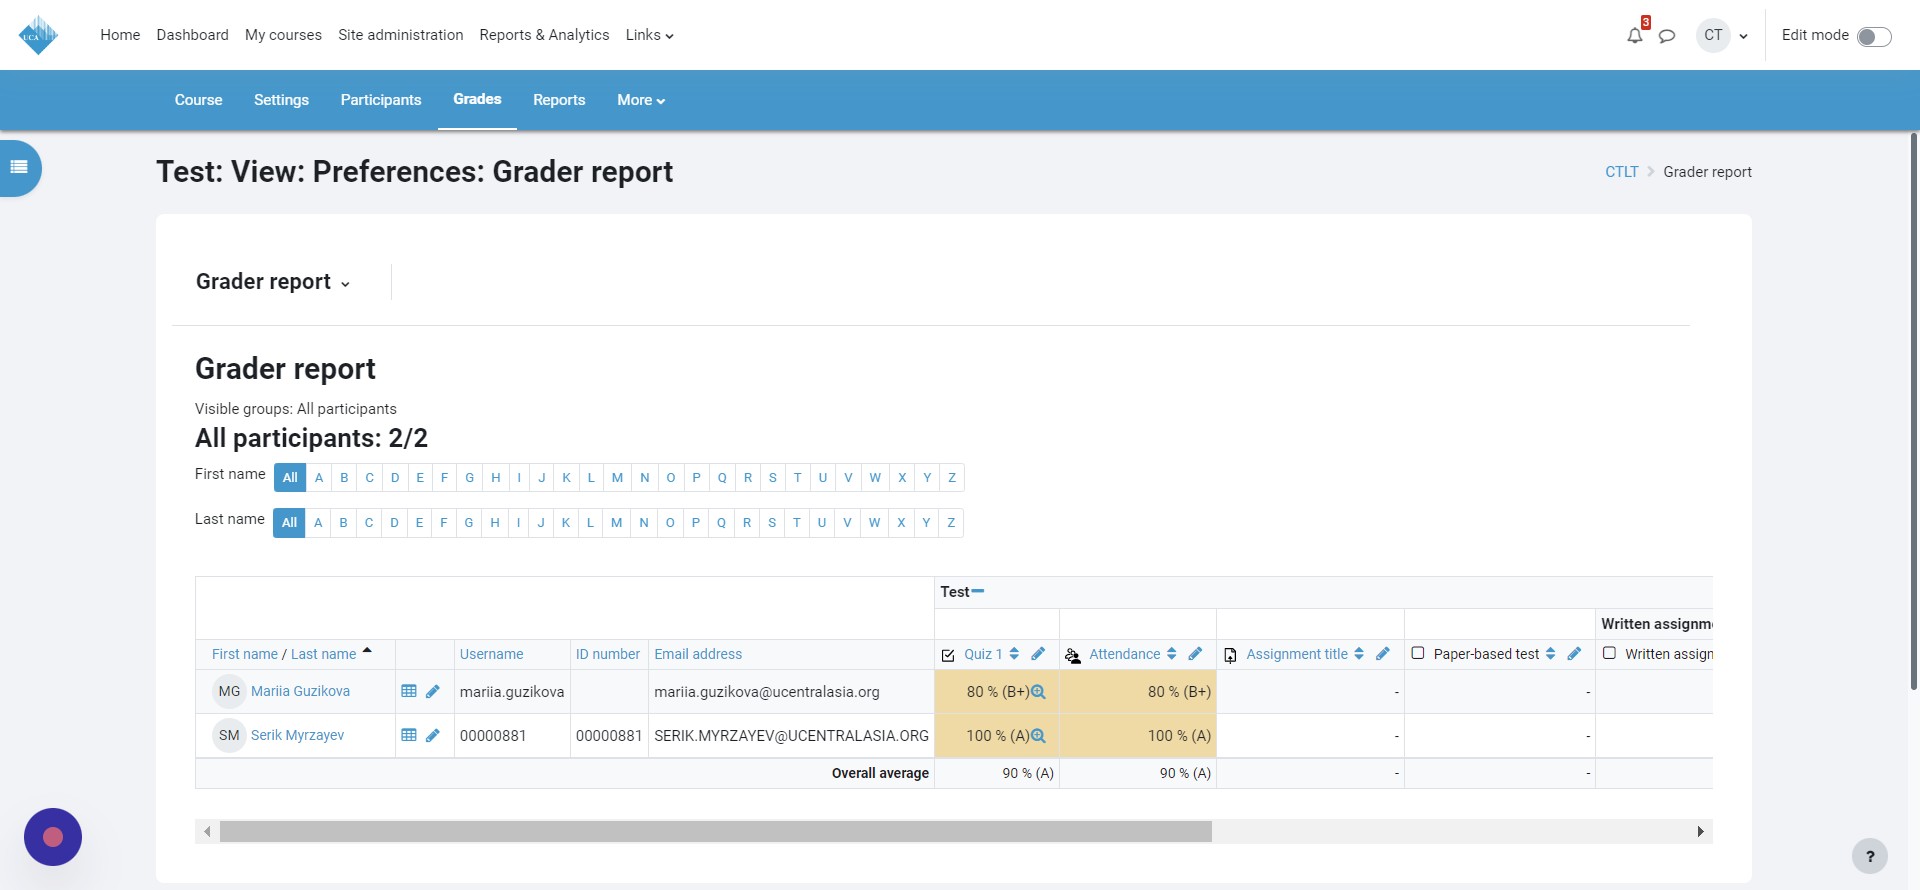 UCA
Home Dashboard My courses Site administration Reports & Analytics Links
3
CT
Edit mode
Course Settings Participants Grades Reports More
Test: View: Preferences: Grader report
CTLT Grader report
Grader report
Grader report
Visible groups: All participants
All participants: 2/2
First name All A B C D E F G H I J K L M N O P Q R S T U V W X Y Z
Last name All A B C D E F G H I J K L M N O P Q R S T U V W X Y Z
Test
Written assignm
First name / Last name Username ID number Email address Quiz 1 Attendance Assignment title Paper-based test Written assign
MG Mariia Guzikova mariia.guzikova mariia.guzikova@ucentralasia.org 80 % (B+) 80 % (B+) - -
SM Serik Myrzayev 00000881 00000881 SERIK.MYRZAYEV@UCENTRALASIA.ORG 100 % (A) 100 % (A) - -
Overall average 90 % (A) 90 % (A) - -
?